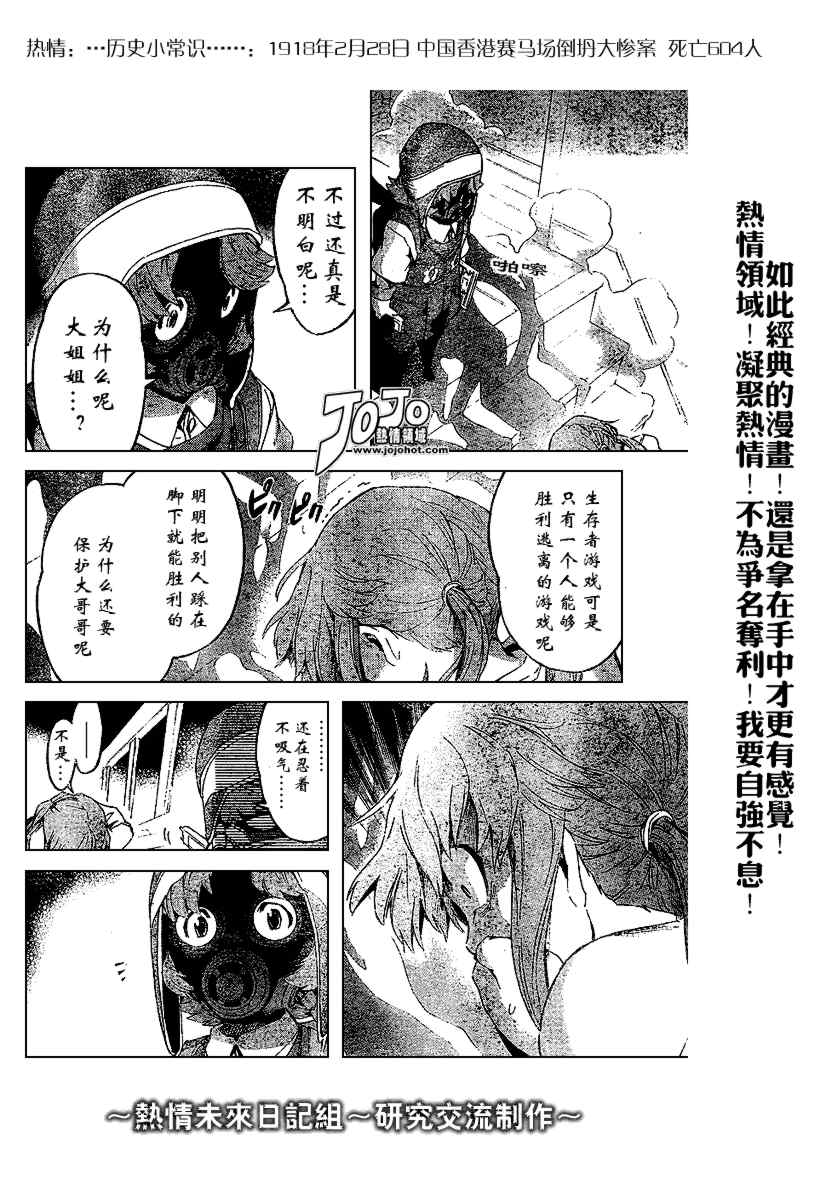 热情：…历史小常识……：1918年2月28日 中国香港赛马场倒坍大惨案 死亡604人
啪嚓
不过还真是
不明白呢…
为什么呢
大姐姐…?
JOJO
熱情領域
www.jojohot.com
生存者游戏可是
只有一个人能够
胜利逃离的游戏呢
ピク
ピク
明明把别人踩在
脚下就能胜利的
为什么还要
保护大哥哥呢
………
还在忍着
不吸气……
——
不是…
如此經典的漫畫！還是拿在手中才更有感覺！
熱情領域！凝聚熱情！不為爭名奪利！我要自強不息！
～熱情未來日記組～研究交流制作～